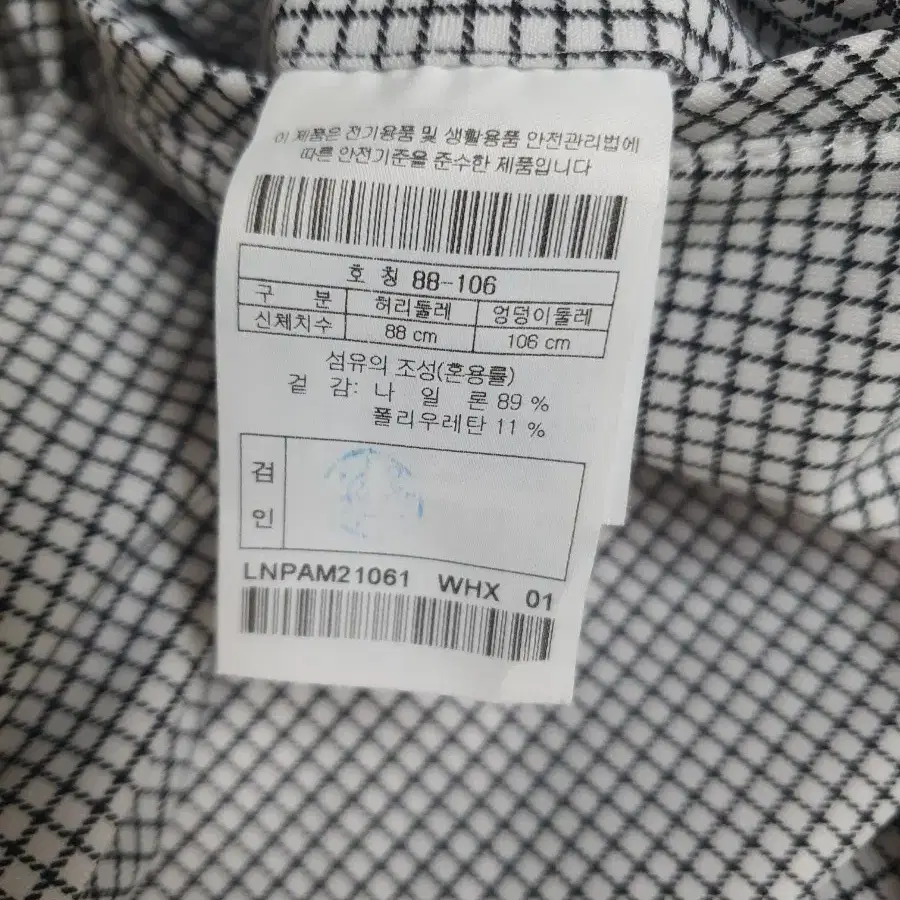 이 제품은 전기용품 및 생활용품 안전관리법에
따른 안전기준을 준수한 제품입니다
호 칭 88-106
구 분 허리둘레 엉덩이둘레
신체치수 88 cm 106 cm
섬유의 조성(혼용률)
겉 감: 나 일 론 89 %
폴리우레탄 11 %
검
인
LNPAM21061 WHX 01